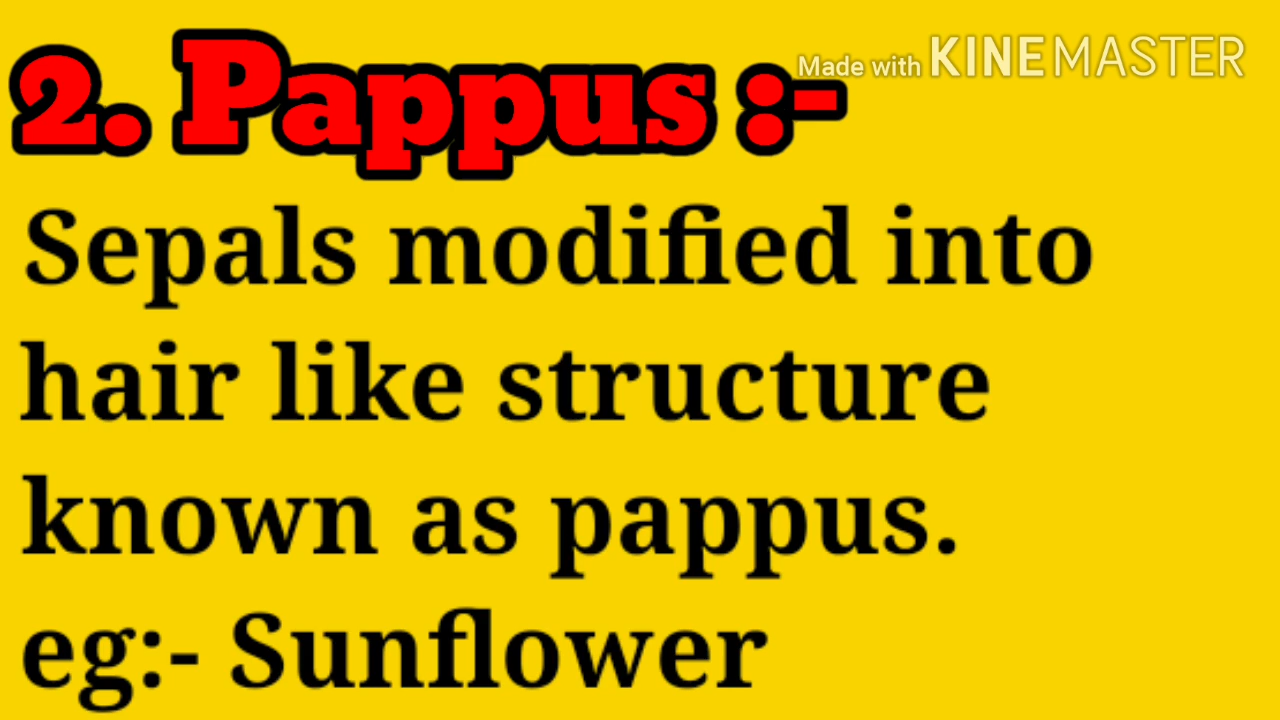 Made with KINEMASTER
2. Pappus :-
Sepals modified into
hair like structure
known as pappus.
eg:- Sunflower